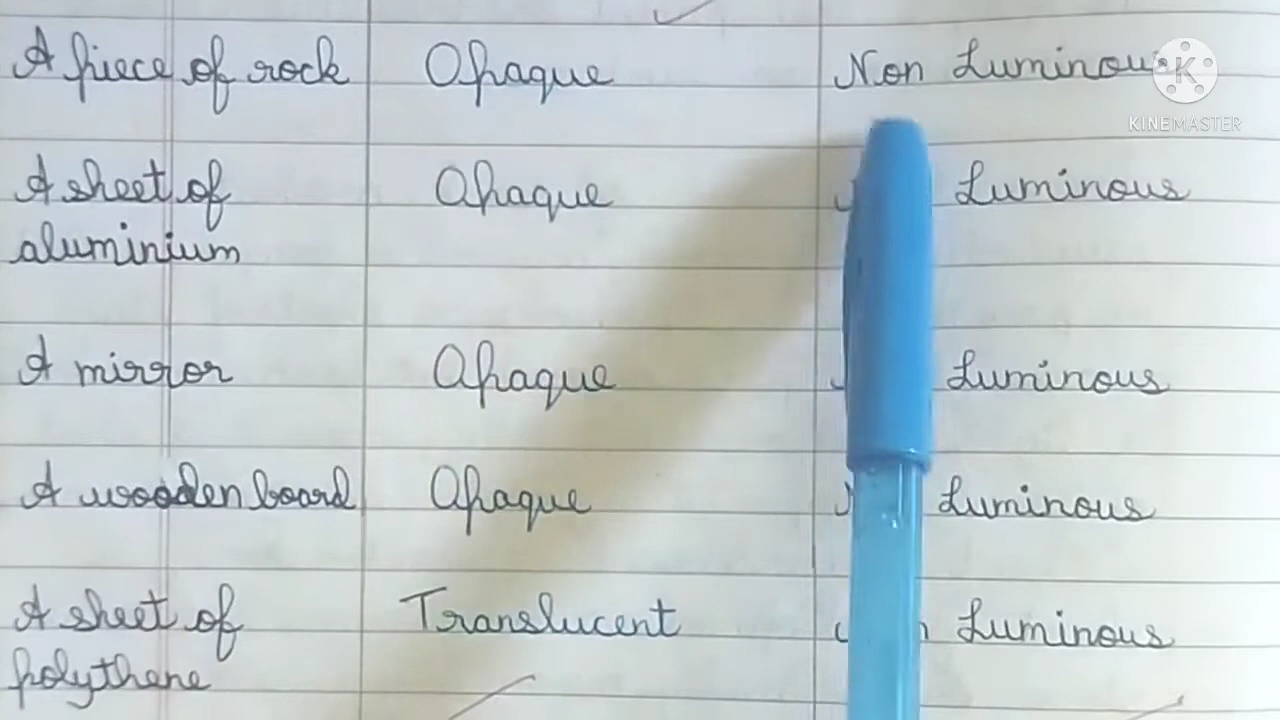 A piece of rock Opaque Non Luminous
A sheet of Opaque Luminous
aluminium
A mirror Opaque Luminous
A wooden board Opaque Luminous
A sheet of Translucent Luminous
polythene
K
KINEMASTER